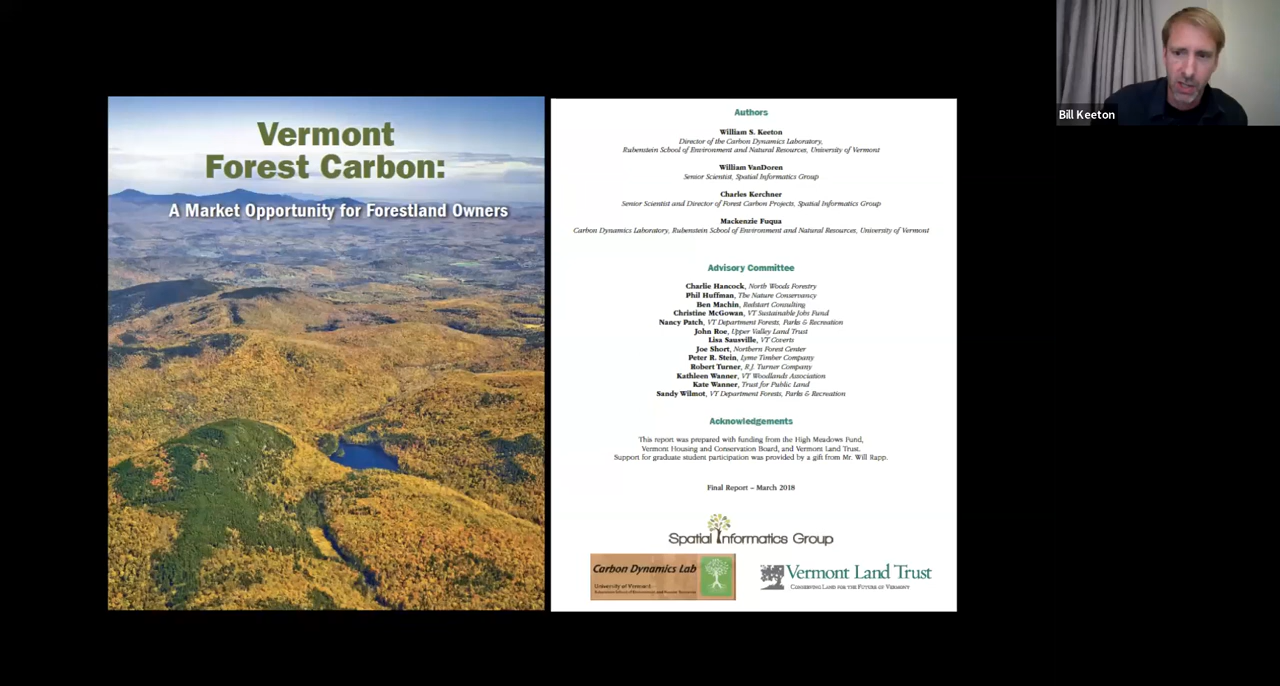 Vermont
Forest Carbon:
A Market Opportunity for Forestland Owners
Authors
William S. Keeton
Director of the Carbon Dynamics Laboratory,
Rubenstein School of Environment and Natural Resources, University of Vermont
William VanDoren
Senior Scientist, Spatial Informatics Group
Charles Kerchner
Senior Scientist and Director of Forest Carbon Projects, Spatial Informatics Group
Mackenzie Fuqua
Carbon Dynamics Laboratory, Rubenstein School of Environment and Natural Resources, University of Vermont
Advisory Committee
Charlie Hancock, North Woods Forestry
Phil Huffman, The Nature Conservancy
Ben Machin, Redstart Consulting
Christine McGowan, VT Sustainable Jobs Fund
Nancy Patch, VT Department Forests, Parks & Recreation
John Roe, Upper Valley Land Trust
Lisa Sausville, VT Coverts
Joe Short, Northern Forest Center
Peter R. Stein, Lyme Timber Company
Robert Turner, R.J. Turner Company
Kathleen Wanner, VT Woodlands Association
Kate Wanner, Trust for Public Land
Sandy Wilmot, VT Department Forests, Parks & Recreation
Acknowledgements
This report was prepared with funding from the High Meadows Fund,
Vermont Housing and Conservation Board, and Vermont Land Trust.
Support for graduate student participation was provided by a gift from Mr. Will Rapp.
Final Report – March 2018
Spatial Informatics Group
Carbon Dynamics Lab
University of Vermont
Rubenstein School of Environment and Natural Resources
Vermont Land Trust
Conserving Land for the Future of Vermont
Bill Keeton